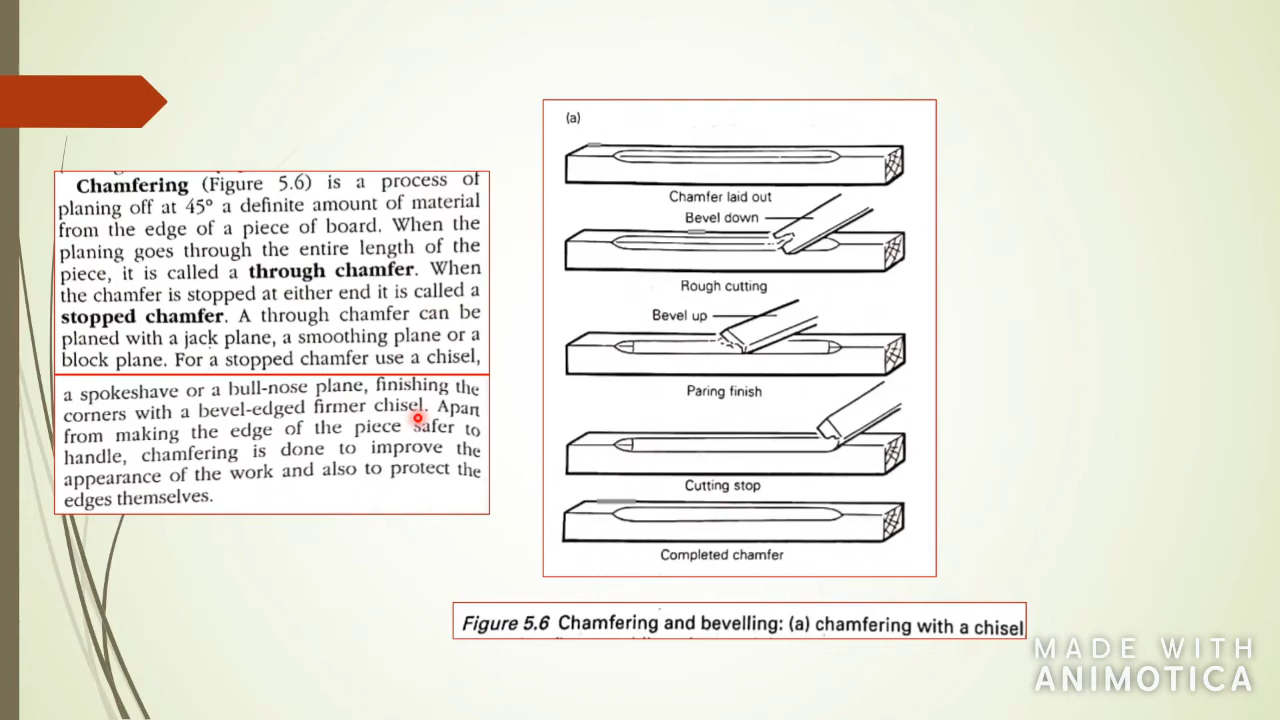 Chamfering (Figure 5.6) is a process of
planing off at 45° a definite amount of material
from the edge of a piece of board. When the
planing goes through the entire length of the
piece, it is called a through chamfer. When
the chamfer is stopped at either end it is called a
stopped chamfer. A through chamfer can be
planed with a jack plane, a smoothing plane or a
block plane. For a stopped chamfer use a chisel,
a spokeshave or a bull-nose plane, finishing the
corners with a bevel-edged firmer chisel. Apart
from making the edge of the piece safer to
handle, chamfering is done to improve the
appearance of the work and also to protect the
edges themselves.
(a)
Chamfer laid out
Bevel down
Rough cutting
Bevel up
Paring finish
Cutting stop
Completed chamfer
Figure 5.6 Chamfering and bevelling: (a) chamfering with a chisel
MADE WITH
ANIMOTICA